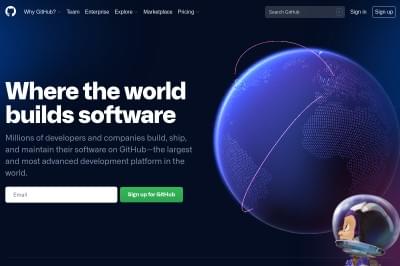 Why GitHub?
Team
Enterprise
Explore
Marketplace
Pricing
Search GitHub
Sign in
Sign up
Where the world
builds software
Millions of developers and companies build, ship,
and maintain their software on GitHub—the largest
and most advanced development platform in the
world.
Email
Sign up for GitHub